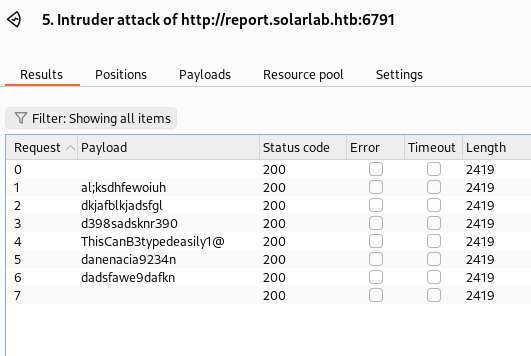 5. Intruder attack of http://report.solarlab.htb:6791
Results Positions Payloads Resource pool Settings
Filter: Showing all items
Request Payload Status code Error Timeout Length
0 200 2419
1 al;ksdhfewoiuh 200 2419
2 dkjafblkjadsfgl 200 2419
3 d398sadsknr390 200 2419
4 ThisCanB3typedeasily1@ 200 2419
5 danenacia9234n 200 2419
6 dadsfawe9dafkn 200 2419
7 200 2419